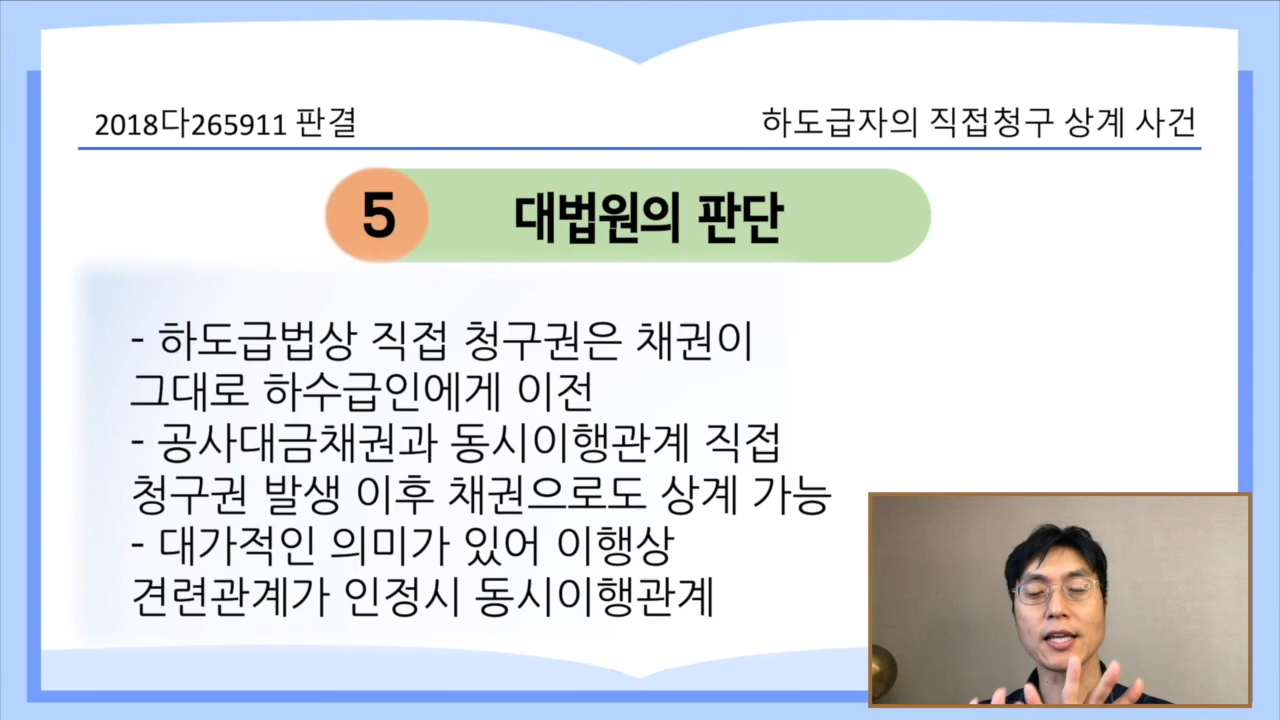 2018다265911 판결
하도급자의 직접청구 상계 사건
5
대법원의 판단
- 하도급법상 직접 청구권은 채권이
그대로 하수급인에게 이전
- 공사대금채권과 동시이행관계 직접
청구권 발생 이후 채권으로도 상계 가능
- 대가적인 의미가 있어 이행상
견련관계가 인정시 동시이행관계